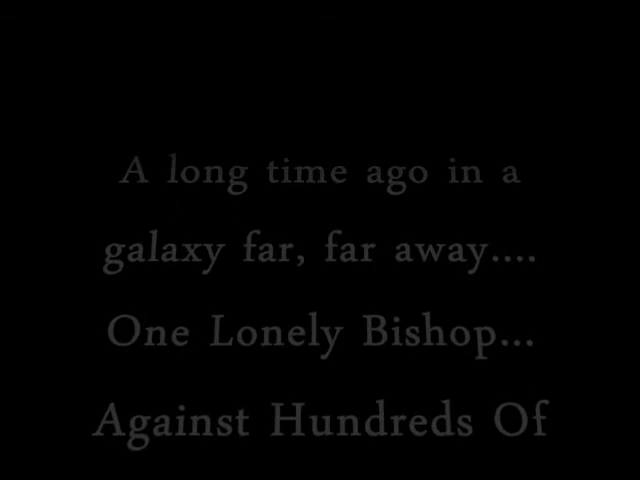 A long time ago in a
galaxy far, far away....
One Lonely Bishop...
Against Hundreds Of